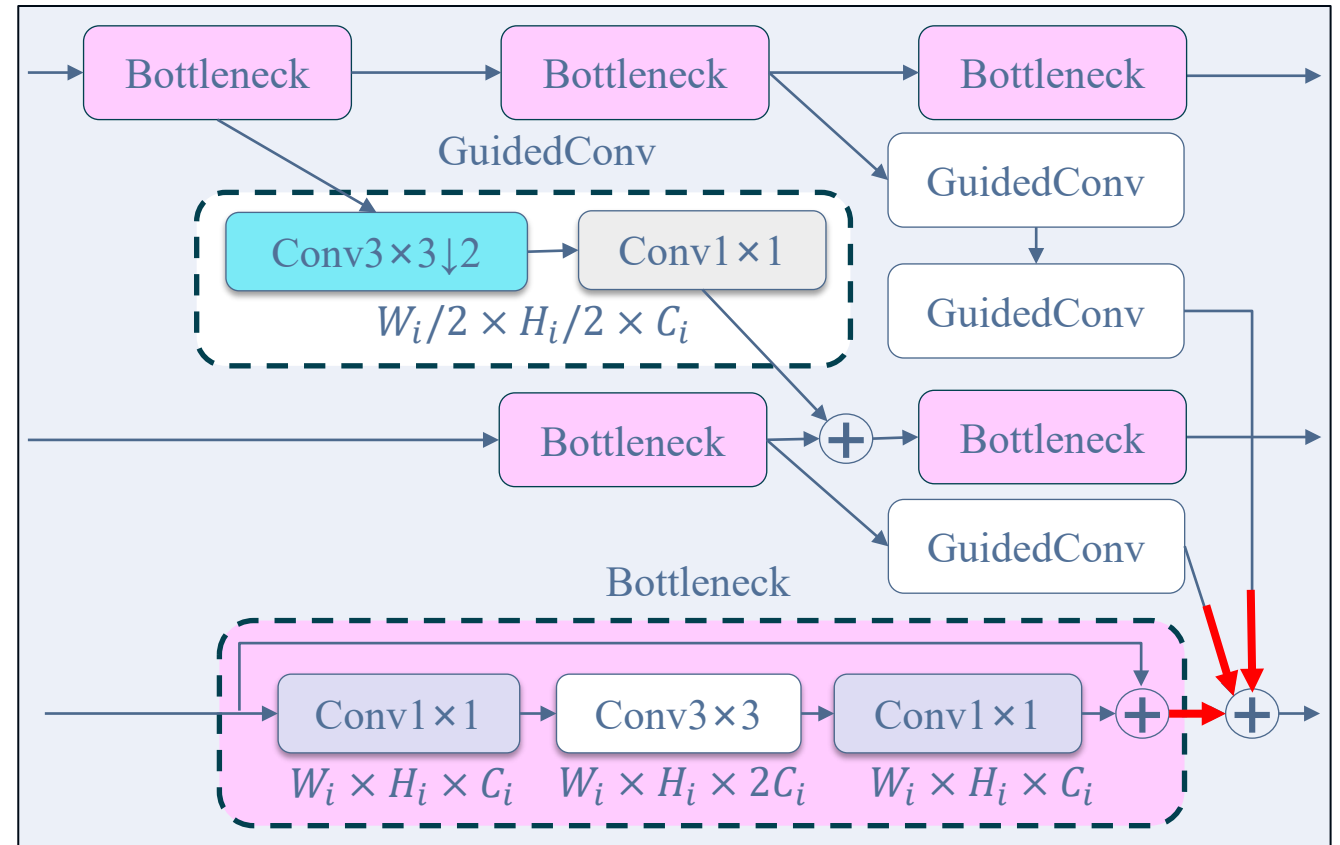 Bottleneck
Bottleneck
Bottleneck
GuidedConv
GuidedConv
Conv3×3↓2
Conv1×1
GuidedConv
W_i/2 × H_i/2 × C_i
Bottleneck
+
Bottleneck
GuidedConv
Bottleneck
Conv1×1
Conv3×3
Conv1×1
+
+
W_i × H_i × C_i
W_i × H_i × 2C_i
W_i × H_i × C_i